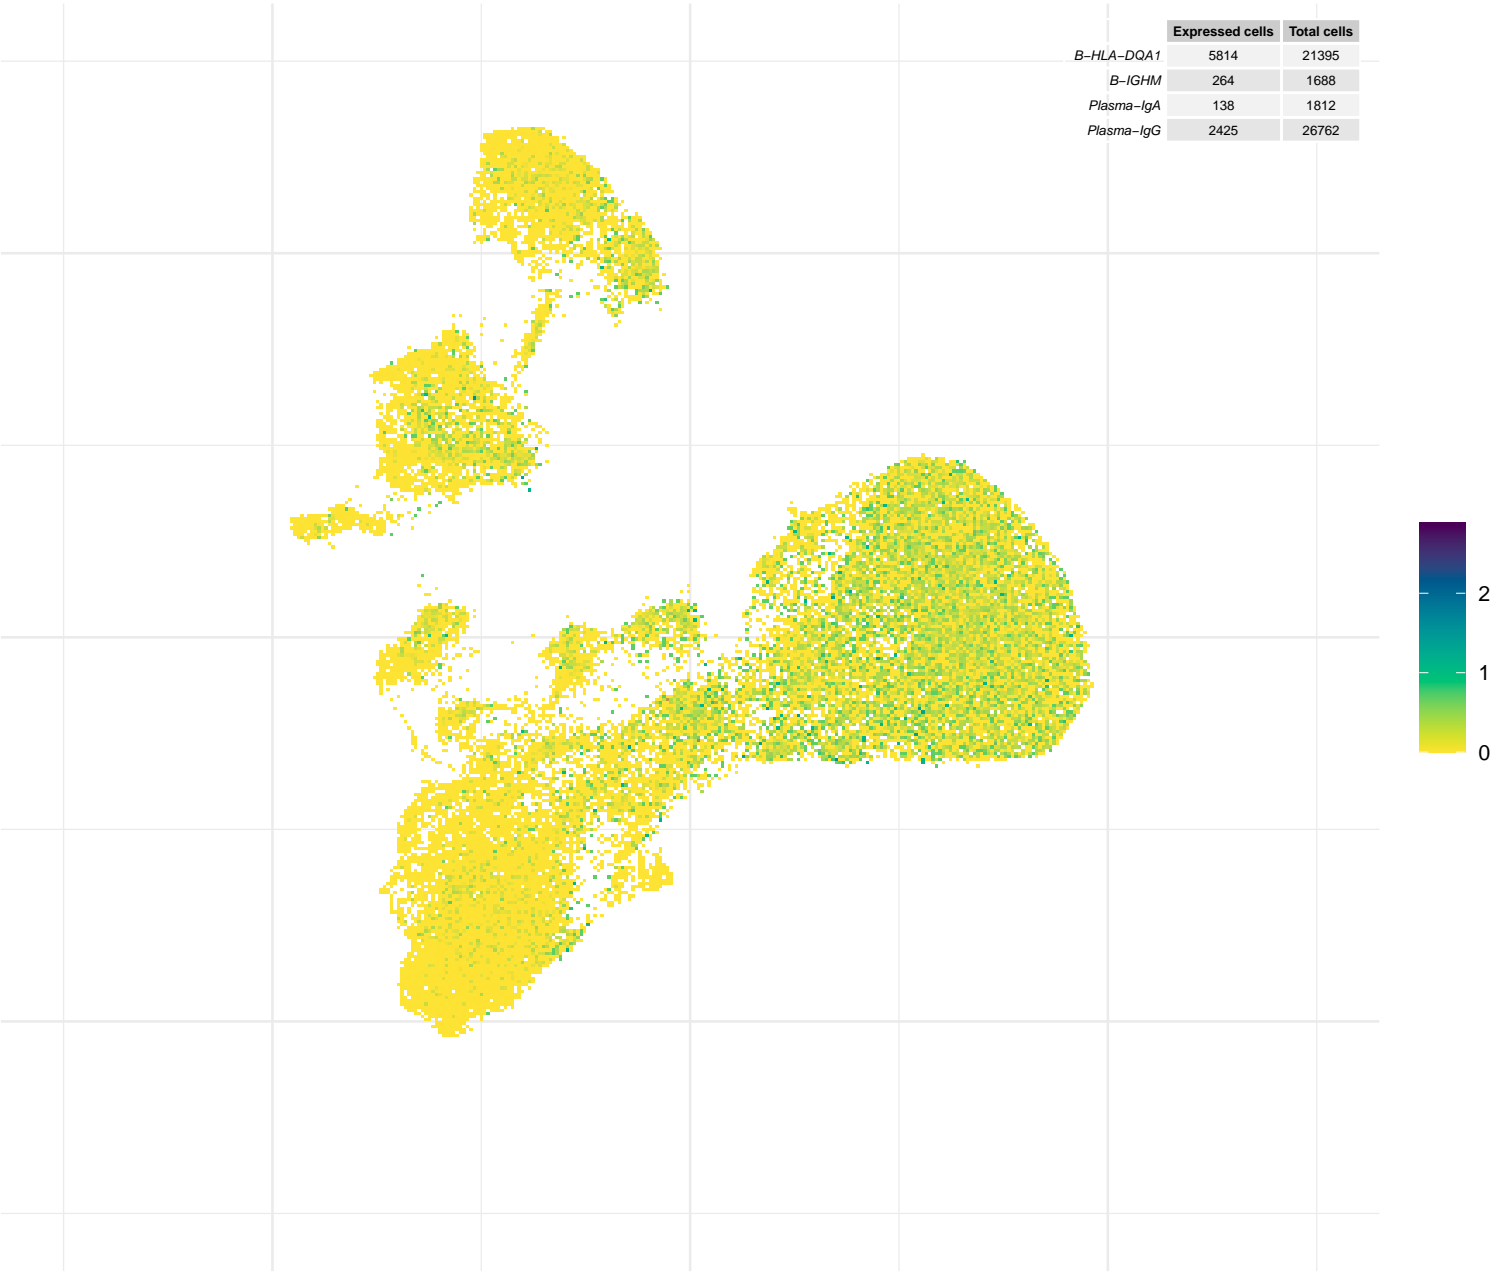 Expressed cells Total cells
B−HLA−DQA1 5814 21395
B−IGHM 264 1688
Plasma−IgA 138 1812
Plasma−IgG 2425 26762
2
1
0